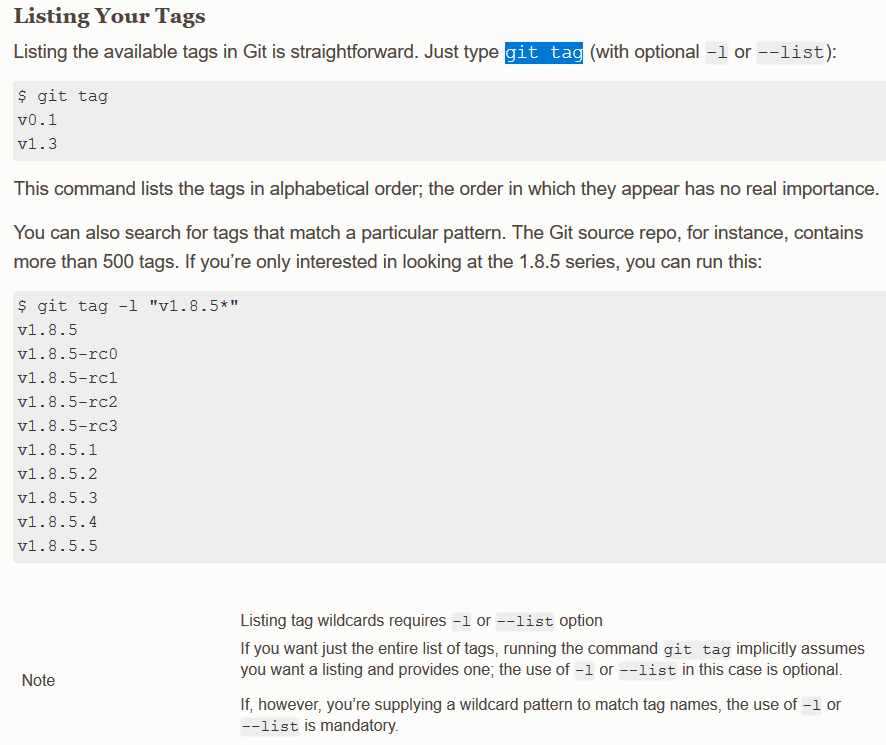 Listing Your Tags
Listing the available tags in Git is straightforward. Just type git tag (with optional -l or --list):
$ git tag
v0.1
v1.3
This command lists the tags in alphabetical order; the order in which they appear has no real importance.
You can also search for tags that match a particular pattern. The Git source repo, for instance, contains
more than 500 tags. If you’re only interested in looking at the 1.8.5 series, you can run this:
$ git tag -l "v1.8.5*"
v1.8.5
v1.8.5-rc0
v1.8.5-rc1
v1.8.5-rc2
v1.8.5-rc3
v1.8.5.1
v1.8.5.2
v1.8.5.3
v1.8.5.4
v1.8.5.5
Note
Listing tag wildcards requires -l or --list option
If you want just the entire list of tags, running the command git tag implicitly assumes
you want a listing and provides one; the use of -l or --list in this case is optional.
If, however, you’re supplying a wildcard pattern to match tag names, the use of -l or
--list is mandatory.